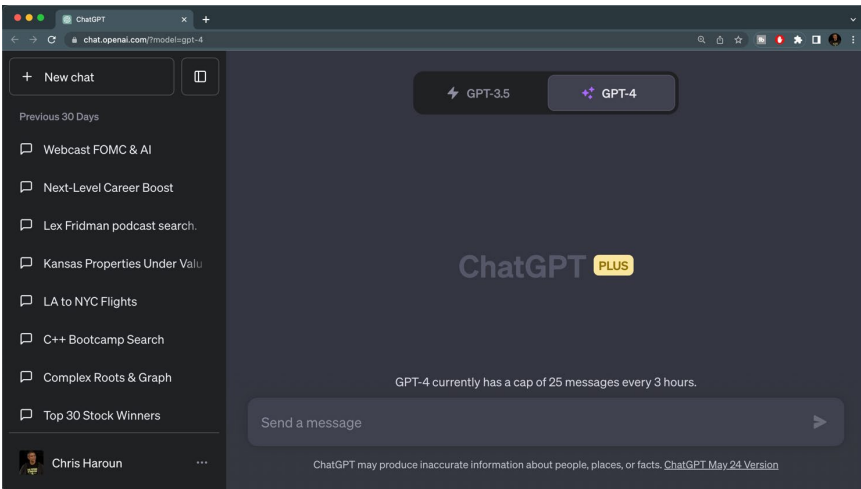 ChatGPT
chat.openai.com/?model=gpt-4
New chat
Previous 30 Days
Webcast FOMC & AI
Next-Level Career Boost
Lex Fridman podcast search.
Kansas Properties Under Valu
LA to NYC Flights
C++ Bootcamp Search
Complex Roots & Graph
Top 30 Stock Winners
Chris Haroun
GPT-3.5
GPT-4
ChatGPT PLUS
GPT-4 currently has a cap of 25 messages every 3 hours.
Send a message
ChatGPT may produce inaccurate information about people, places, or facts. ChatGPT May 24 Version